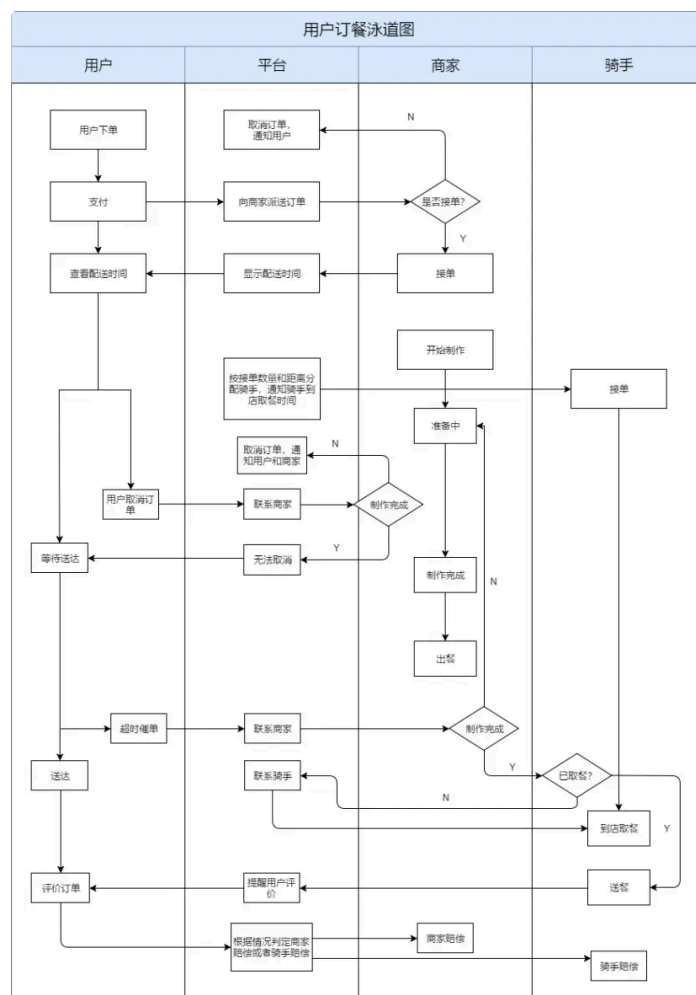 用户订餐泳道图
用户
平台
商家
骑手
用户下单
取消订单，
通知用户
N
支付
向商家派送订单
是否接单?
Y
查看配送时间
显示配送时间
接单
开始制作
按接单数量和距离分
配骑手，通知骑手到
店取餐时间
接单
准备中
取消订单，通
知用户和商家
N
用户取消订
单
联系商家
制作完成
等待送达
无法取消
Y
制作完成
N
出餐
超时催单
联系商家
制作完成
送达
联系骑手
Y
已取餐?
N
到店取餐
Y
评价订单
提醒用户评
价
送餐
根据情况判定商家
赔偿或者骑手赔偿
商家赔偿
骑手赔偿